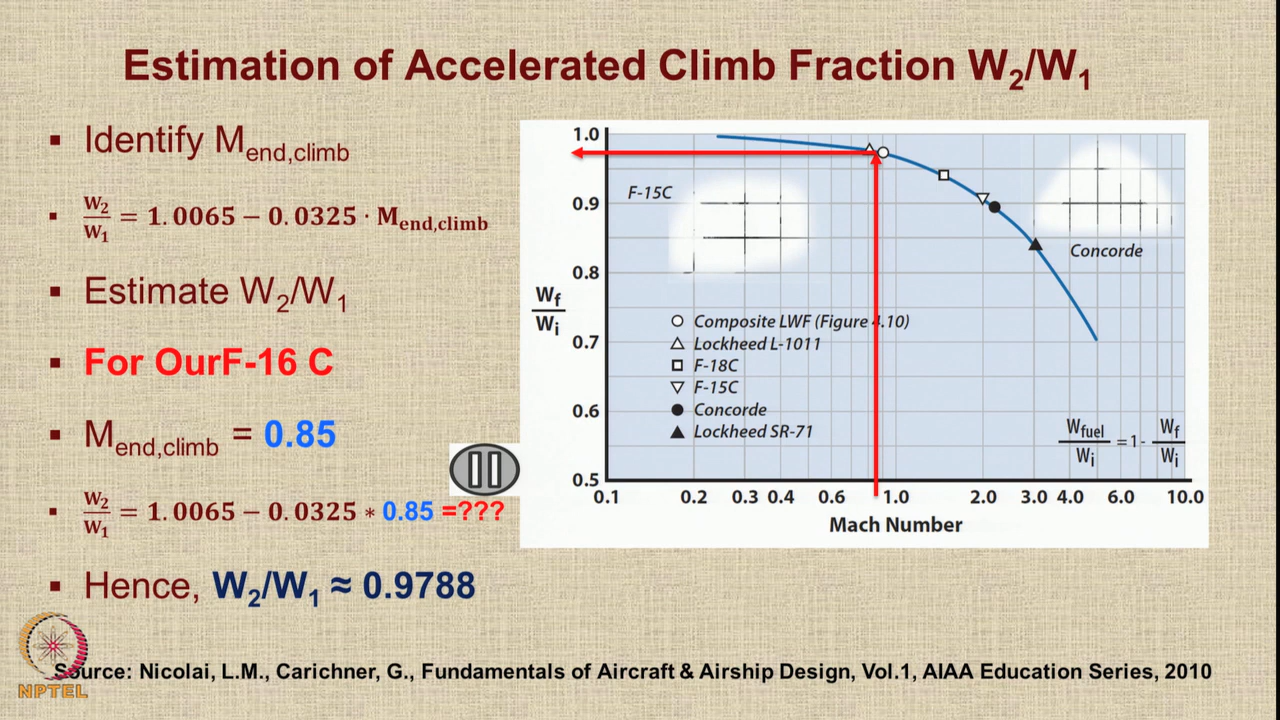 Estimation of Accelerated Climb Fraction W₂/W₁
▪ Identify M_end,climb
▪ W₂/W₁ = 1.0065 − 0.0325 · M_end,climb
▪ Estimate W₂/W₁
▪ For OurF-16 C
▪ M_end,climb = 0.85
▪ W₂/W₁ = 1.0065 − 0.0325 * 0.85 =???
▪ Hence, W₂/W₁ ≈ 0.9788
1.0
0.9
0.8
0.7
0.6
0.5
Wf/Wi
F-15C
Concorde
Composite LWF (Figure 4.10)
Lockheed L-1011
F-18C
F-15C
Concorde
Lockheed SR-71
Wfuel/Wi = 1- Wf/Wi
0.1 0.2 0.3 0.4 0.6 1.0 2.0 3.0 4.0 6.0 10.0
Mach Number
Source: Nicolai, L.M., Carichner, G., Fundamentals of Aircraft & Airship Design, Vol.1, AIAA Education Series, 2010
NPTEL